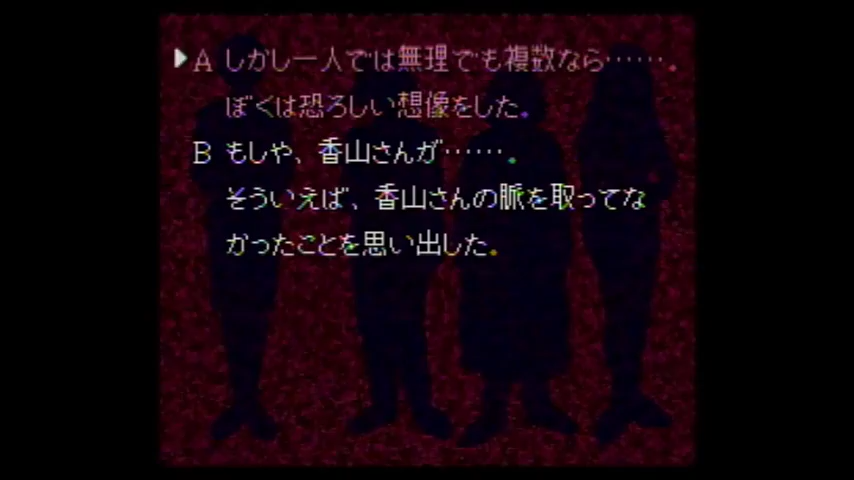 ▶A しかし一人では無理でも複数なら……。
ぼくは恐ろしい想像をした。
B もしや、香山さんが……。
そういえば、香山さんの脈を取ってな
かったことを思い出した。